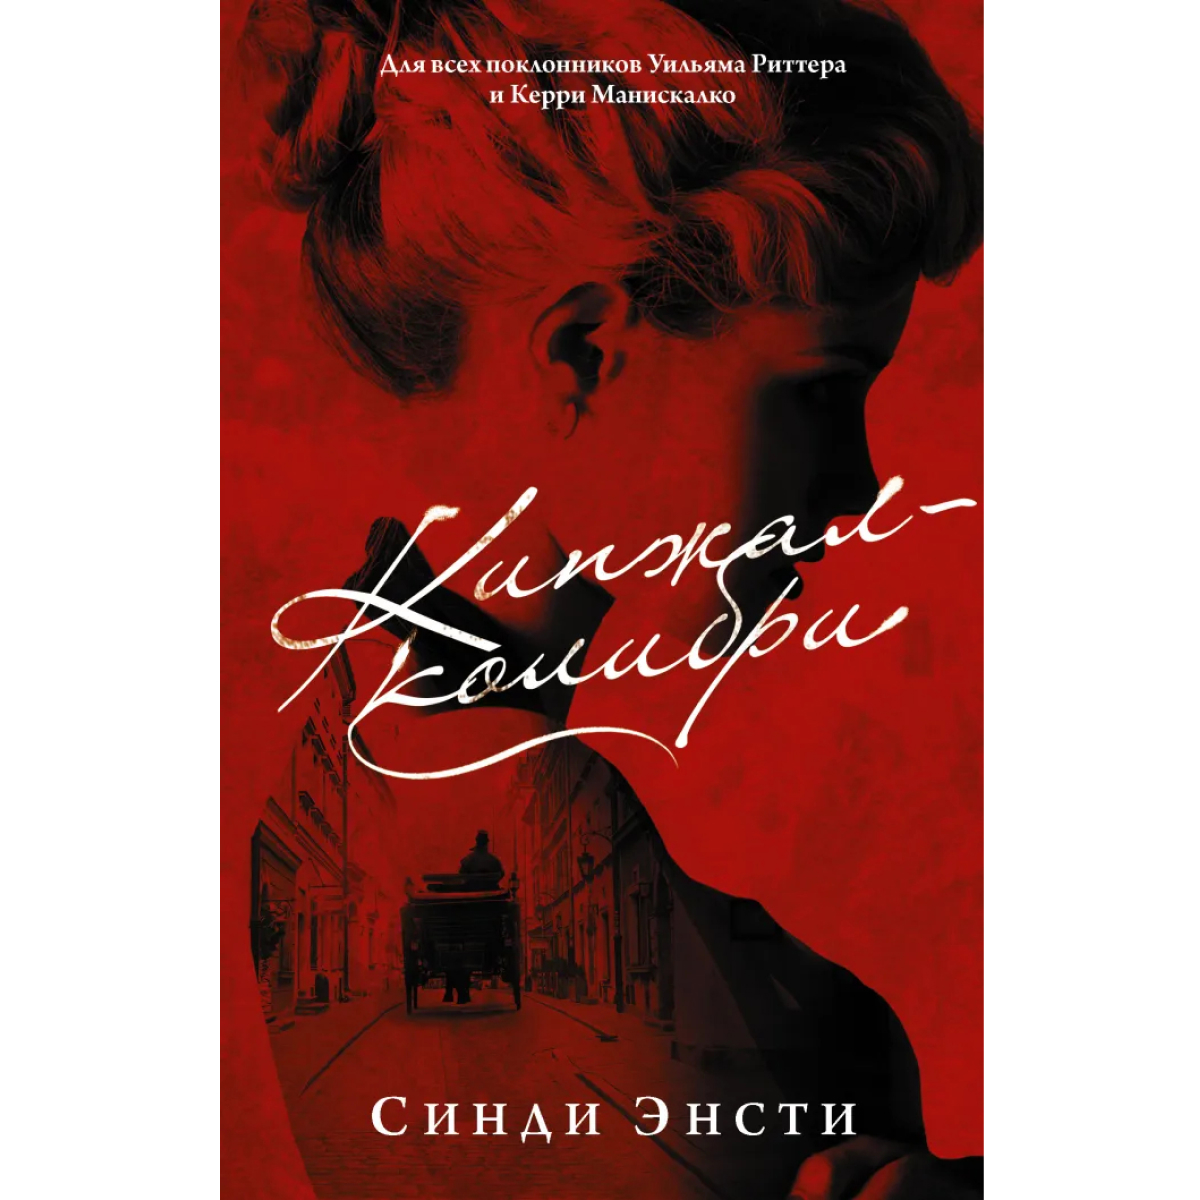 Для всех поклонников Уильяма Риттера
и Керри Манискалко
Кинжал-
колибри
Синди Энсти